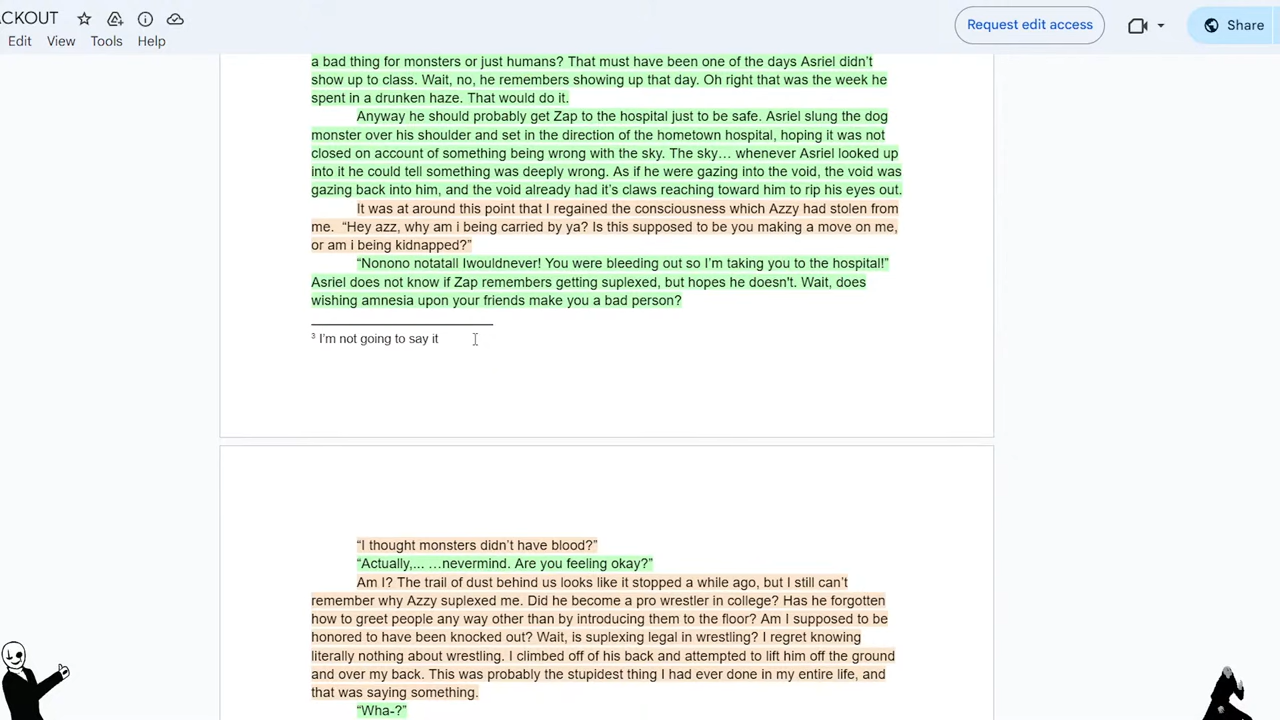 CKOUT
Request edit access
Share
Edit View Tools Help
a bad thing for monsters or just humans? That must have been one of the days Asriel didn't
show up to class. Wait, no, he remembers showing up that day. Oh right that was the week he
spent in a drunken haze. That would do it.
Anyway he should probably get Zap to the hospital just to be safe. Asriel slung the dog
monster over his shoulder and set in the direction of the hometown hospital, hoping it was not
closed on account of something being wrong with the sky. The sky… whenever Asriel looked up
into it he could tell something was deeply wrong. As if he were gazing into the void, the void was
gazing back into him, and the void already had it's claws reaching toward him to rip his eyes out.
It was at around this point that I regained the consciousness which Azzy had stolen from
me.  “Hey azz, why am i being carried by ya? Is this supposed to be you making a move on me,
or am i being kidnapped?”
“Nonono notatall Iwouldnever! You were bleeding out so I'm taking you to the hospital!”
Asriel does not know if Zap remembers getting suplexed, but hopes he doesn't. Wait, does
wishing amnesia upon your friends make you a bad person?
³ I'm not going to say it
“I thought monsters didn't have blood?”
“Actually,... …nevermind. Are you feeling okay?”
Am I? The trail of dust behind us looks like it stopped a while ago, but I still can't
remember why Azzy suplexed me. Did he become a pro wrestler in college? Has he forgotten
how to greet people any way other than by introducing them to the floor? Am I supposed to be
honored to have been knocked out? Wait, is suplexing legal in wrestling? I regret knowing
literally nothing about wrestling. I climbed off of his back and attempted to lift him off the ground
and over my back. This was probably the stupidest thing I had ever done in my entire life, and
that was saying something.
“Wha-?”